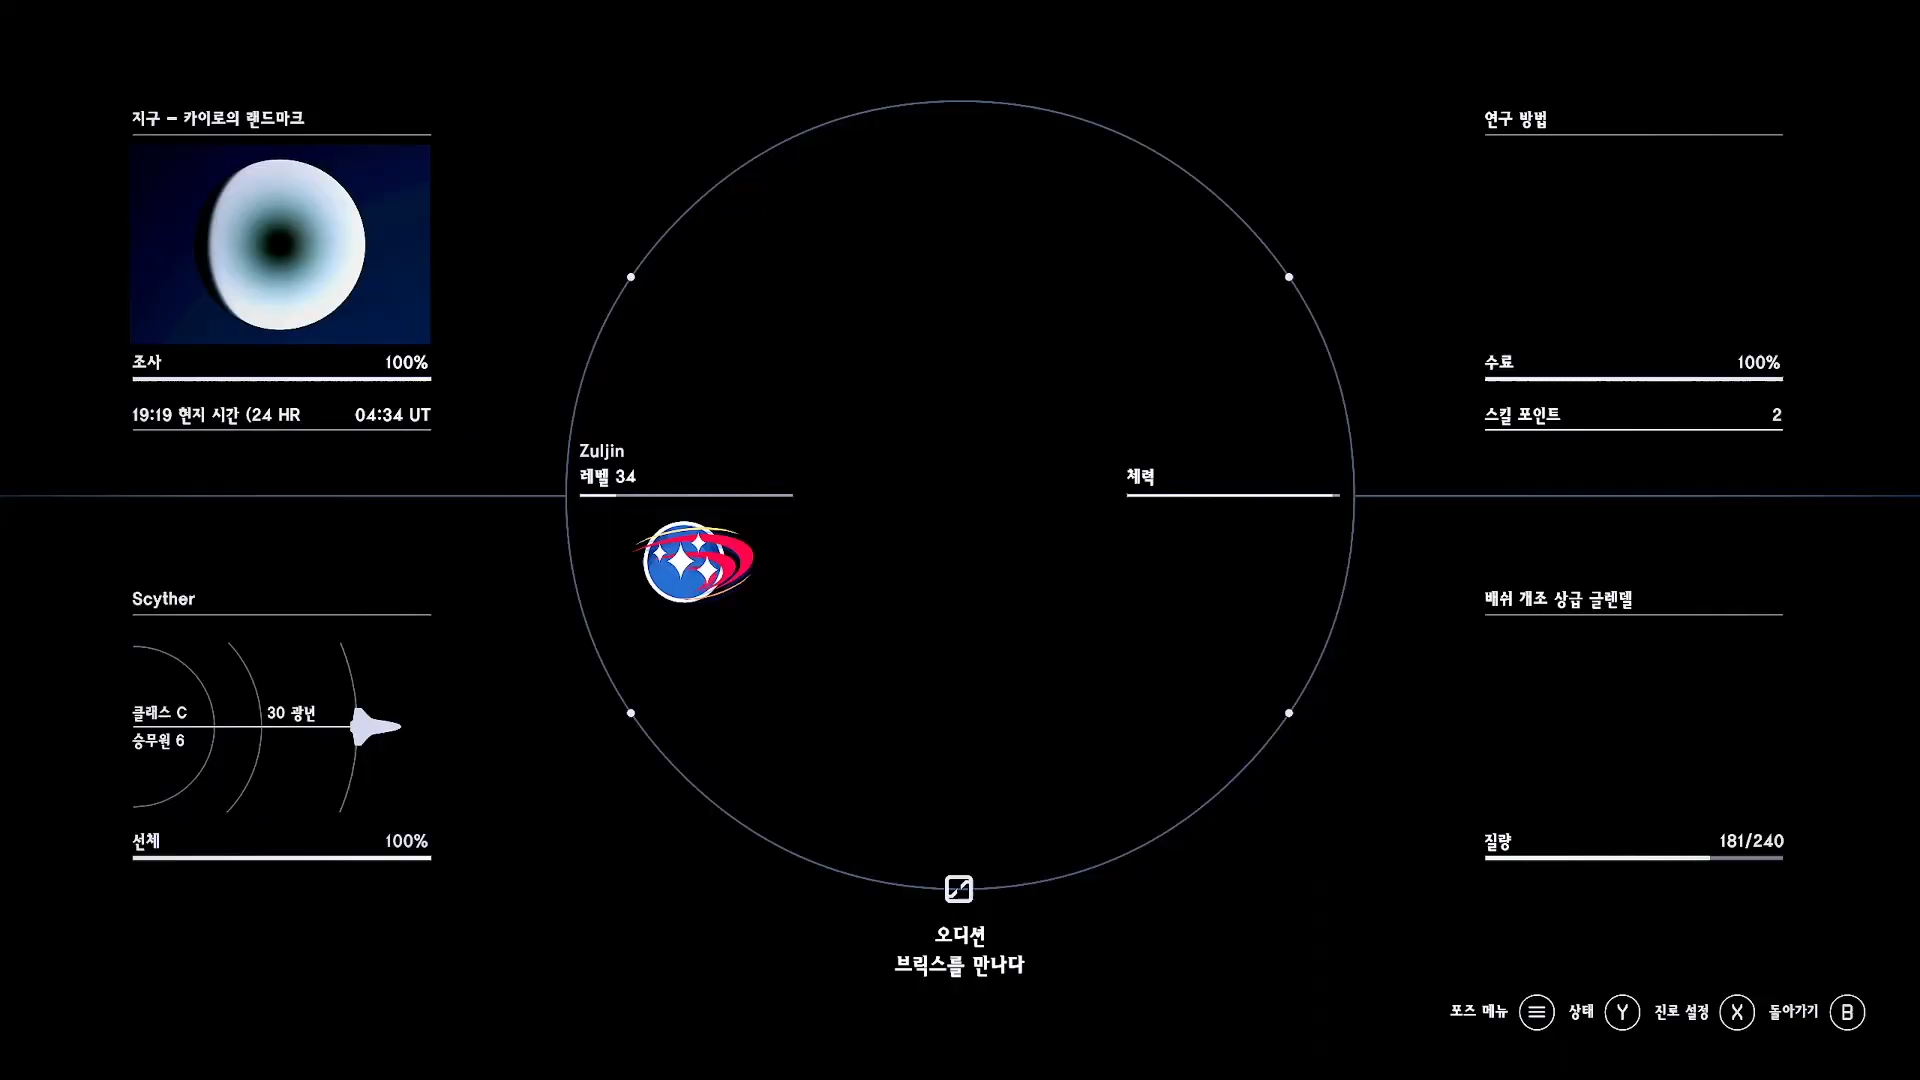 지구 – 카이로의 랜드마크
조사 100%
19:19 현지 시간 (24 HR 04:34 UT
Zuljin
레벨 34
체력
연구 방법
수료 100%
스킬 포인트 2
Scyther
클래스 C
30 광년
승무원 6
선체 100%
배쉬 개조 상급 글렌델
질량 181/240
오디션
브릭스를 만나다
포즈 메뉴 상태 Y 진로 설정 X 돌아가기 B